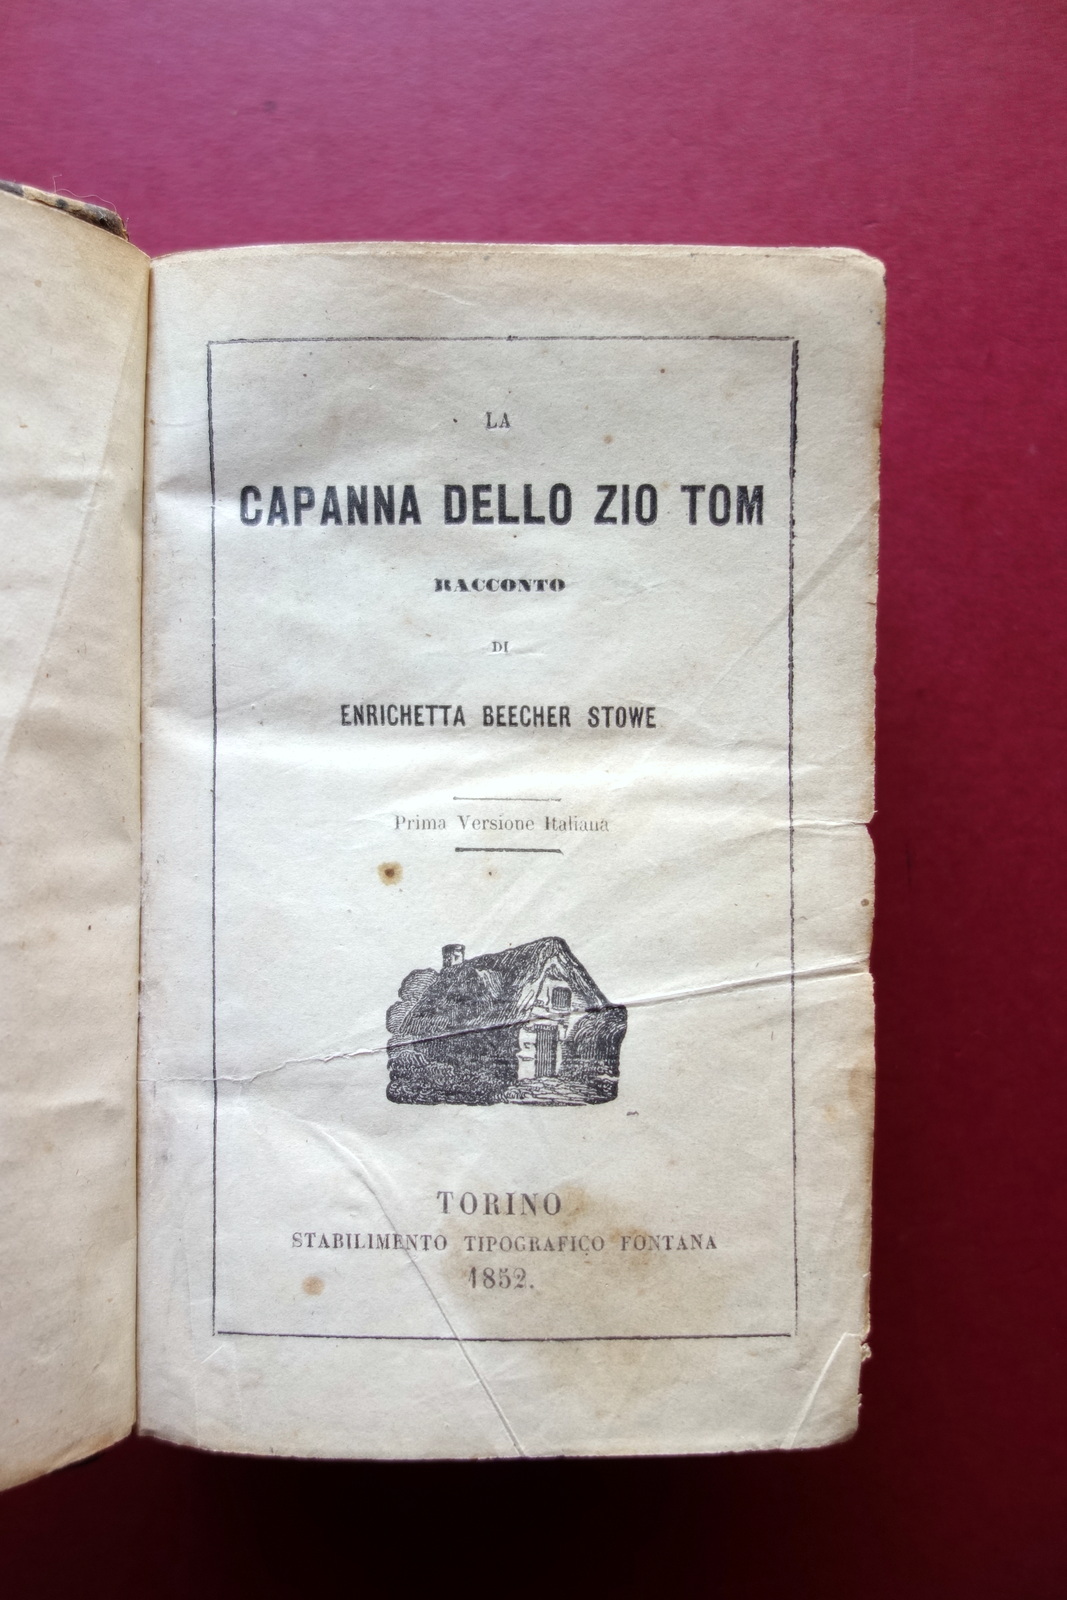 LA
CAPANNA DELLO ZIO TOM
RACCONTO
DI
ENRICHETTA BEECHER STOWE
Prima Versione Italiana
TORINO
STABILIMENTO TIPOGRAFICO FONTANA
1852.